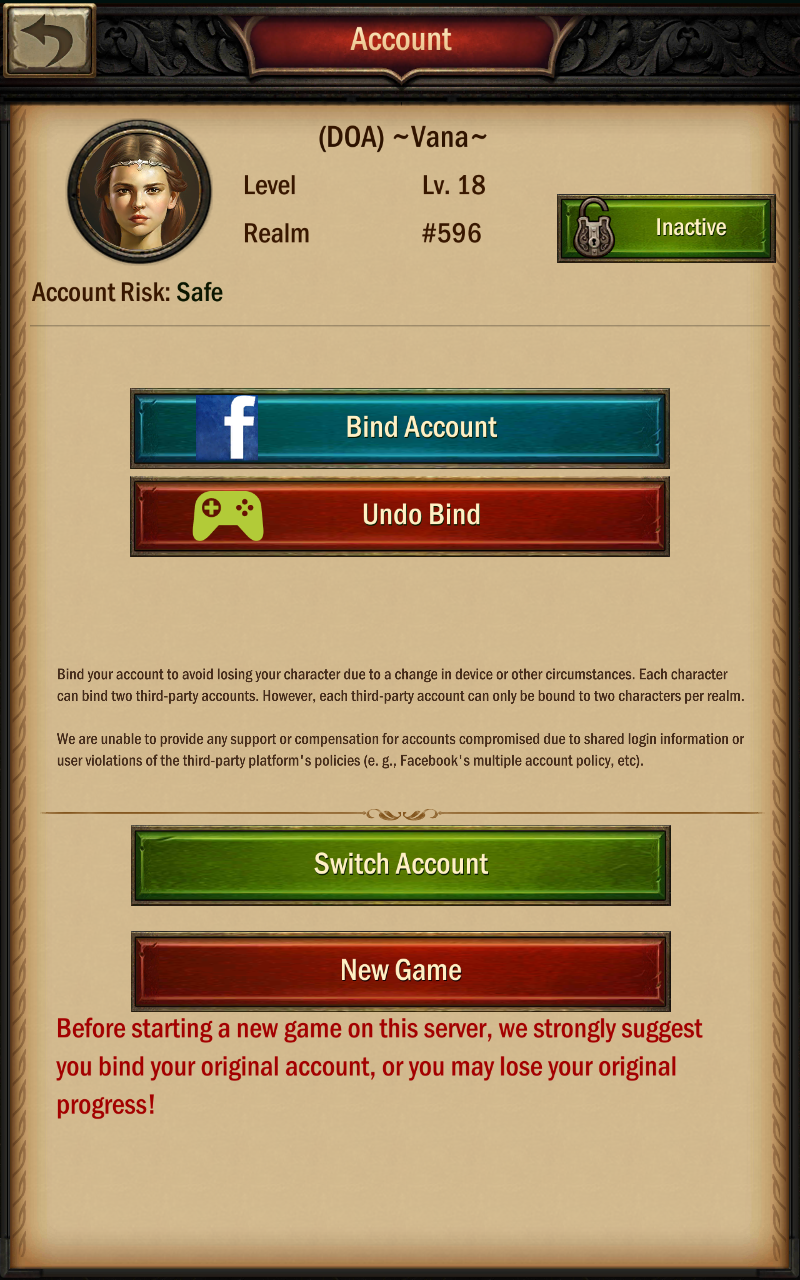 Account
(DOA) ~Vana~
Level Lv. 18
Realm #596
Inactive
Account Risk: Safe
f Bind Account
Undo Bind
Bind your account to avoid losing your character due to a change in device or other circumstances. Each character
can bind two third-party accounts. However, each third-party account can only be bound to two characters per realm.
We are unable to provide any support or compensation for accounts compromised due to shared login information or
user violations of the third-party platform's policies (e. g., Facebook's multiple account policy, etc).
Switch Account
New Game
Before starting a new game on this server, we strongly suggest
you bind your original account, or you may lose your original
progress!